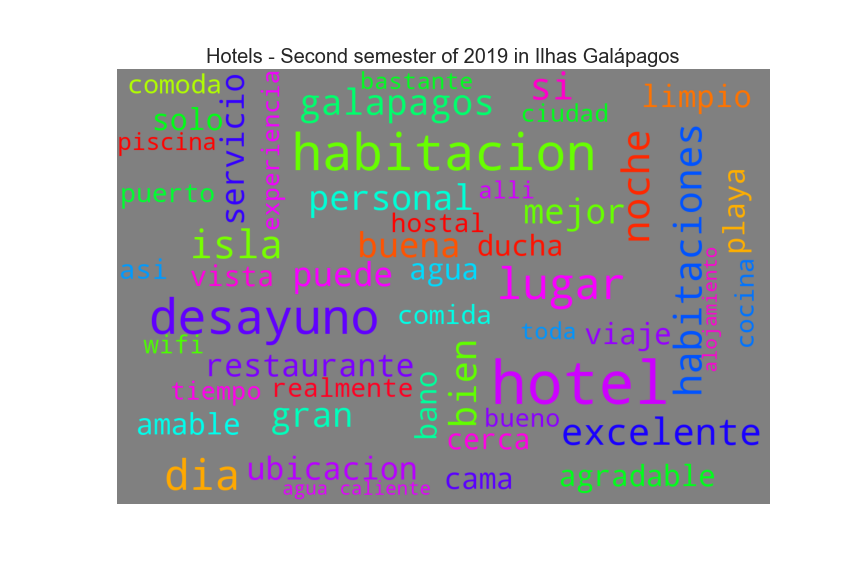 Hotels - Second semester of 2019 in Ilhas Galápagos
comoda
servicio
experiencia
bastante
galapagos
si
ciudad
limpio
solo
piscina
habitacion
noche
habitaciones
playa
puerto
personal
alli
mejor
hostal
isla
buena
ducha
asi
vista
puede
agua
lugar
alojamiento
cocina
desayuno
comida
toda
viaje
wifi
restaurante
bien
hotel
tiempo
realmente
bano
amable
gran
bueno
cerca
excelente
dia
ubicacion
agua caliente
cama
agradable